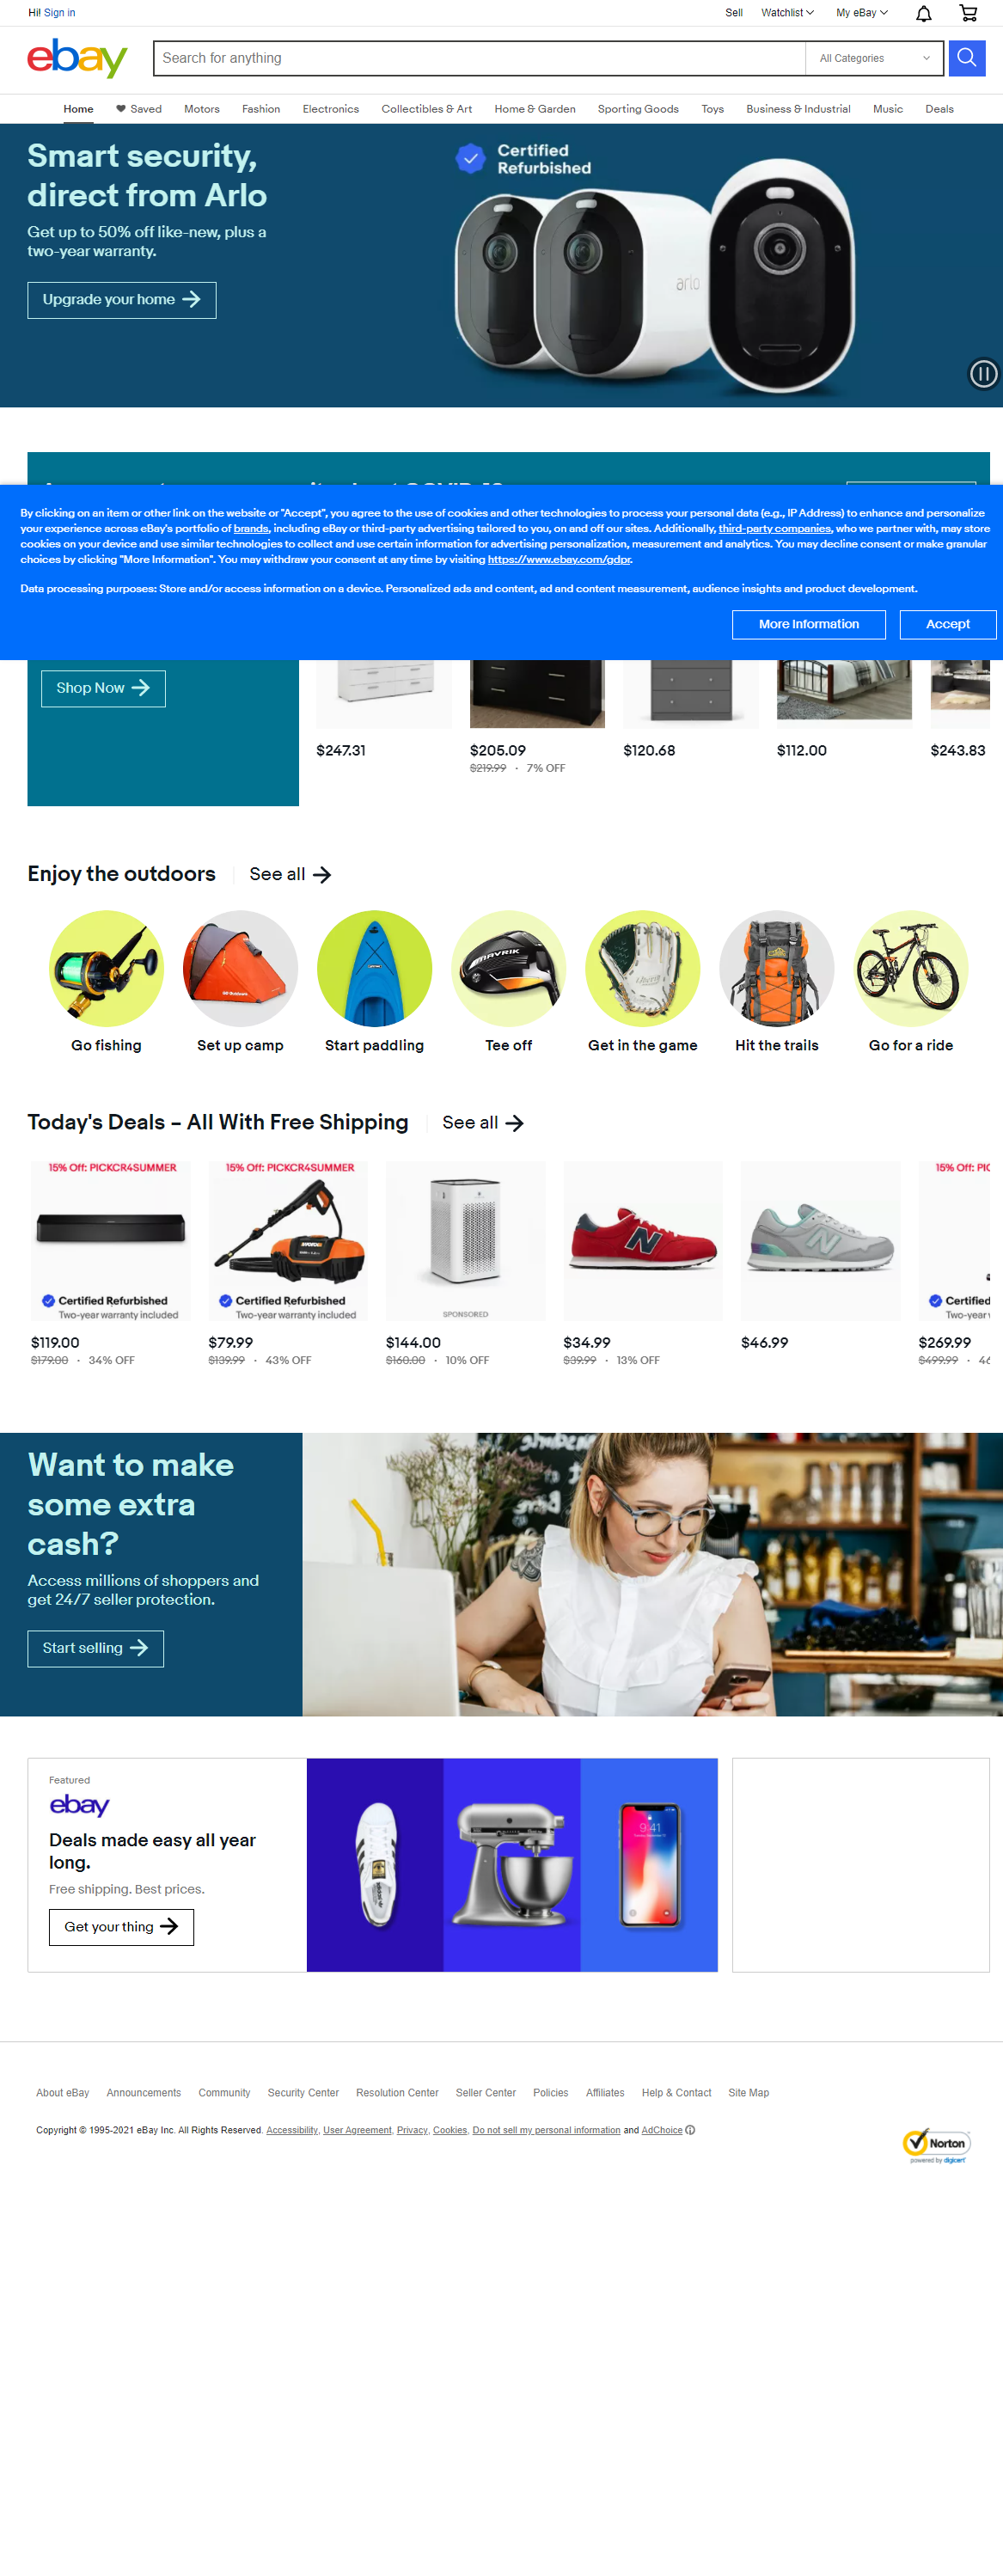 Hi! Sign in
Sell
Watchlist
My eBay
ebay
Search for anything
All Categories
Home
Saved
Motors
Fashion
Electronics
Collectibles & Art
Home & Garden
Sporting Goods
Toys
Business & Industrial
Music
Deals
Smart security,
direct from Arlo
Get up to 50% off like-new, plus a
two-year warranty.
Upgrade your home
Certified
Refurbished
arlo
By clicking on an item or other link on the website or "Accept", you agree to the use of cookies and other technologies to process your personal data (e.g., IP Address) to enhance and personalize
your experience across eBay's portfolio of brands, including eBay or third-party advertising tailored to you, on and off our sites. Additionally, third-party companies, who we partner with, may store
cookies on your device and use similar technologies to collect and use certain information for advertising personalization, measurement and analytics. You may decline consent or make granular
choices by clicking "More Information". You may withdraw your consent at any time by visiting https://www.ebay.com/gdpr.
Data processing purposes: Store and/or access information on a device. Personalized ads and content, ad and content measurement, audience insights and product development.
More Information
Accept
Shop Now
$247.31
$205.09
$219.99 · 7% OFF
$120.68
$112.00
$243.83
Enjoy the outdoors
See all
MAVRIK
Go fishing
Set up camp
Start paddling
Tee off
Get in the game
Hit the trails
Go for a ride
Today's Deals – All With Free Shipping
See all
15% Off: PICKCR4SUMMER
Certified Refurbished
Two-year warranty included
$119.00
$179.00 · 34% OFF
15% Off: PICKCR4SUMMER
WORX
Certified Refurbished
Two-year warranty included
$79.99
$139.99 · 43% OFF
SPONSORED
$144.00
$160.00 · 10% OFF
N
$34.99
$39.99 · 13% OFF
N
$46.99
15% Off: PIC
Certified
Two-year
$269.99
$499.99 · 46
Want to make
some extra
cash?
Access millions of shoppers and
get 24/7 seller protection.
Start selling
Featured
ebay
Deals made easy all year
long.
Free shipping. Best prices.
Get your thing
9:41
About eBay
Announcements
Community
Security Center
Resolution Center
Seller Center
Policies
Affiliates
Help & Contact
Site Map
Copyright © 1995-2021 eBay Inc. All Rights Reserved. Accessibility, User Agreement, Privacy, Cookies, Do not sell my personal information and AdChoice
Norton
powered by digicert